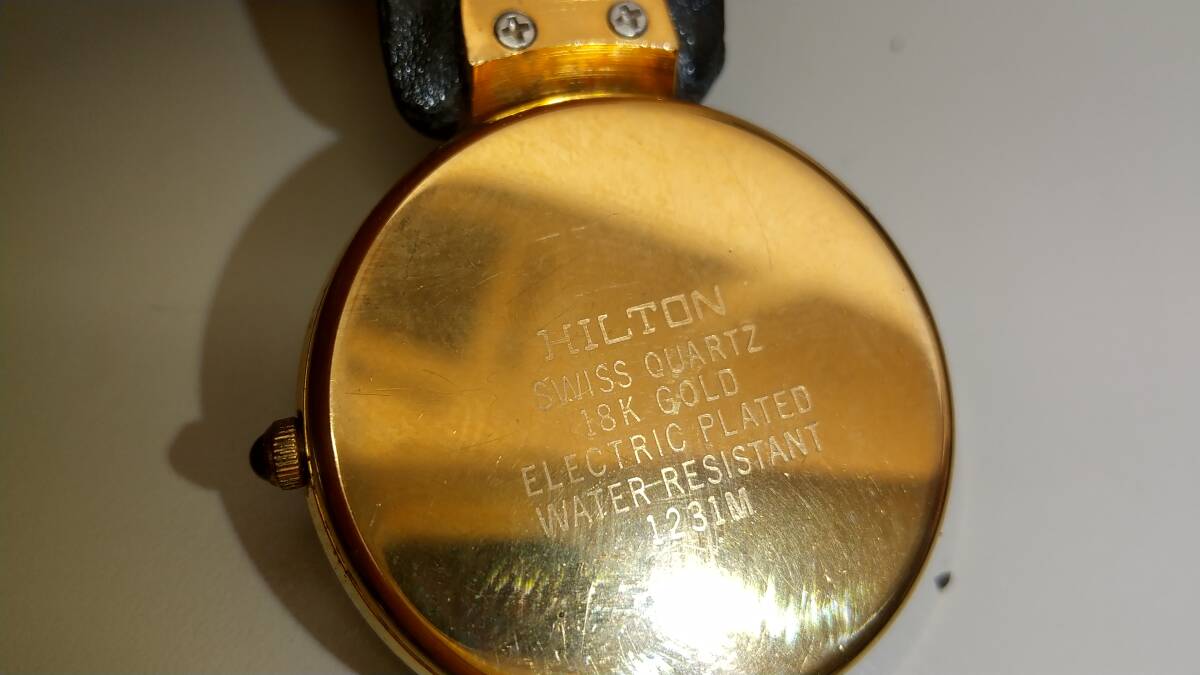 HILTON
SWISS QUARTZ
18K GOLD
ELECTRIC PLATED
WATER RESISTANT
1231M